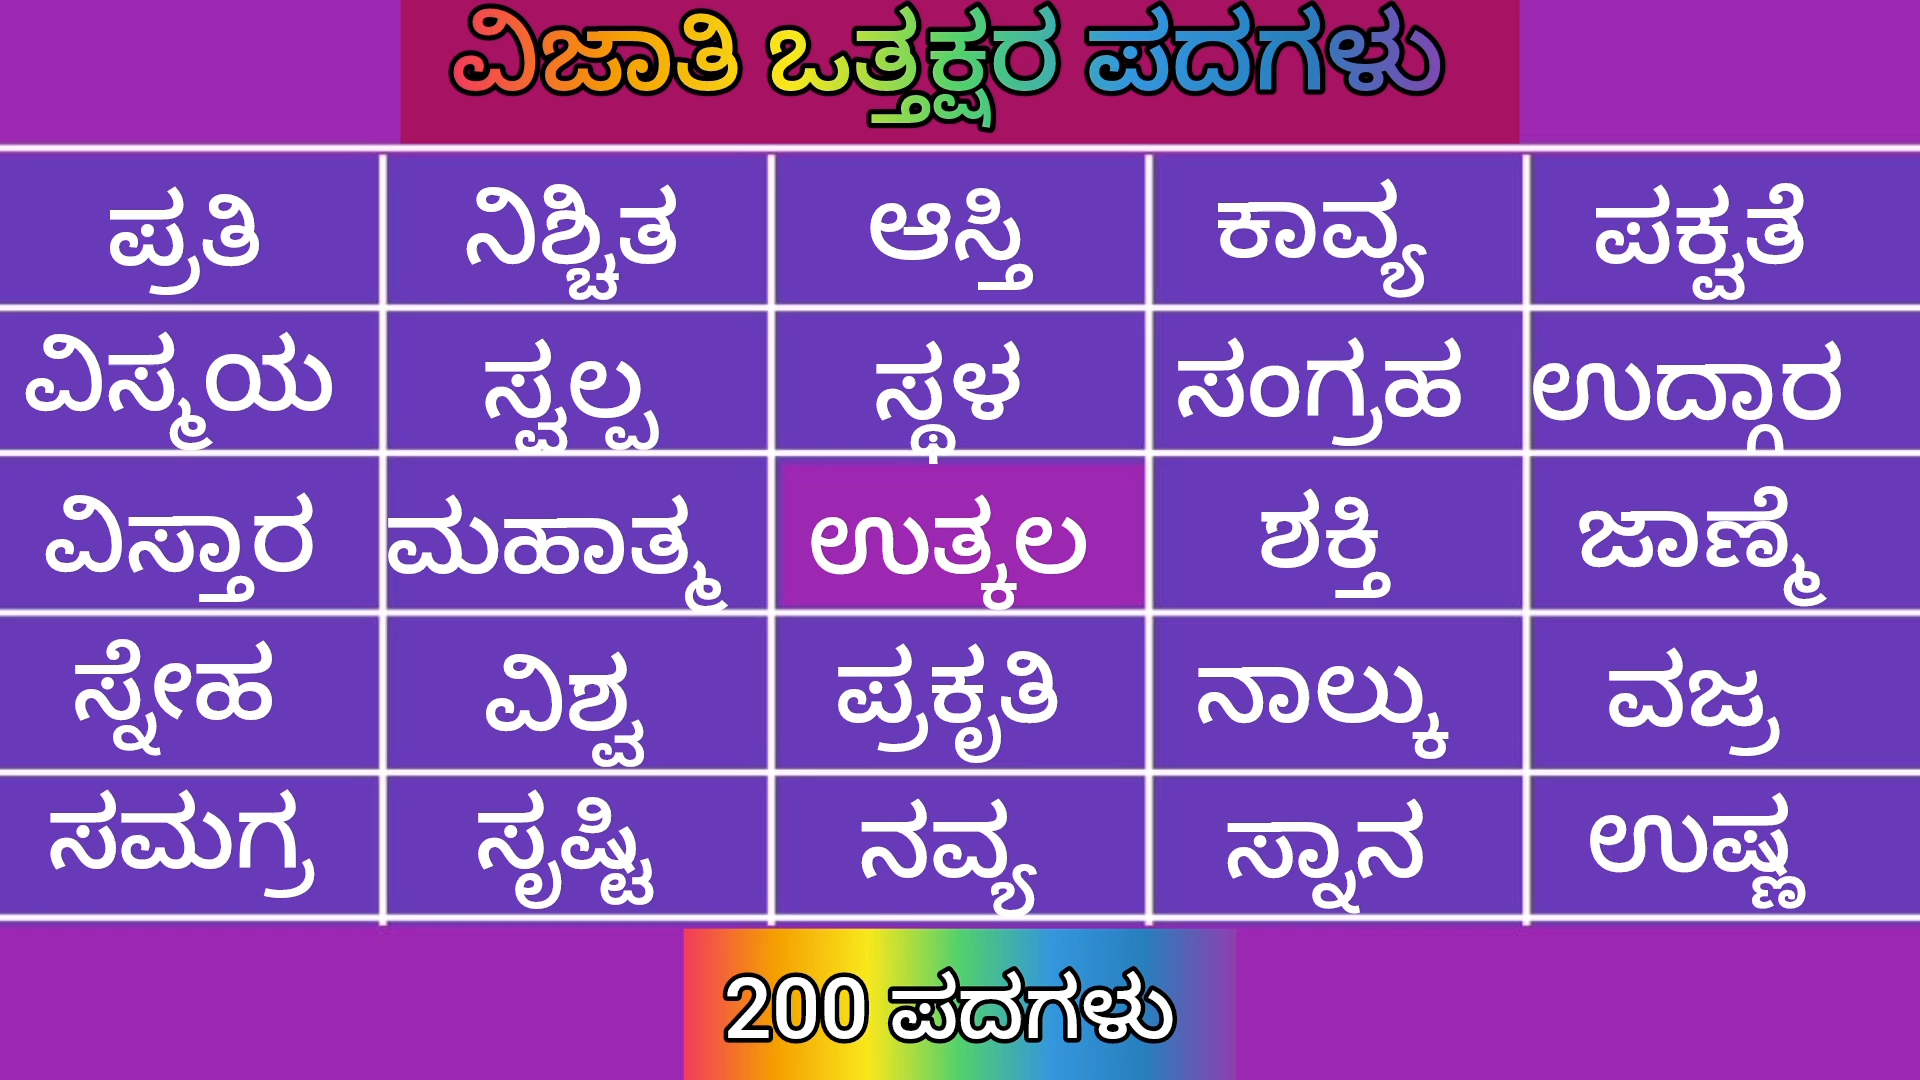 ವಿಜಾತಿ ಒತ್ತಕ್ಷರ ಪದಗಳು
ಪ್ರತಿ ನಿಶ್ಚಿತ ಆಸ್ತಿ ಕಾವ್ಯ ಪಕ್ವತೆ
ವಿಸ್ಮಯ ಸ್ವಲ್ಪ ಸ್ಥಳ ಸಂಗ್ರಹ ಉದ್ಗಾರ
ವಿಸ್ತಾರ ಮಹಾತ್ಮ ಉತ್ಕಲ ಶಕ್ತಿ ಜಾಣ್ಮೆ
ಸ್ನೇಹ ವಿಶ್ವ ಪ್ರಕೃತಿ ನಾಲ್ಕು ವಜ್ರ
ಸಮಗ್ರ ಸೃಷ್ಟಿ ನವ್ಯ ಸ್ನಾನ ಉಷ್ಣ
200 ಪದಗಳು